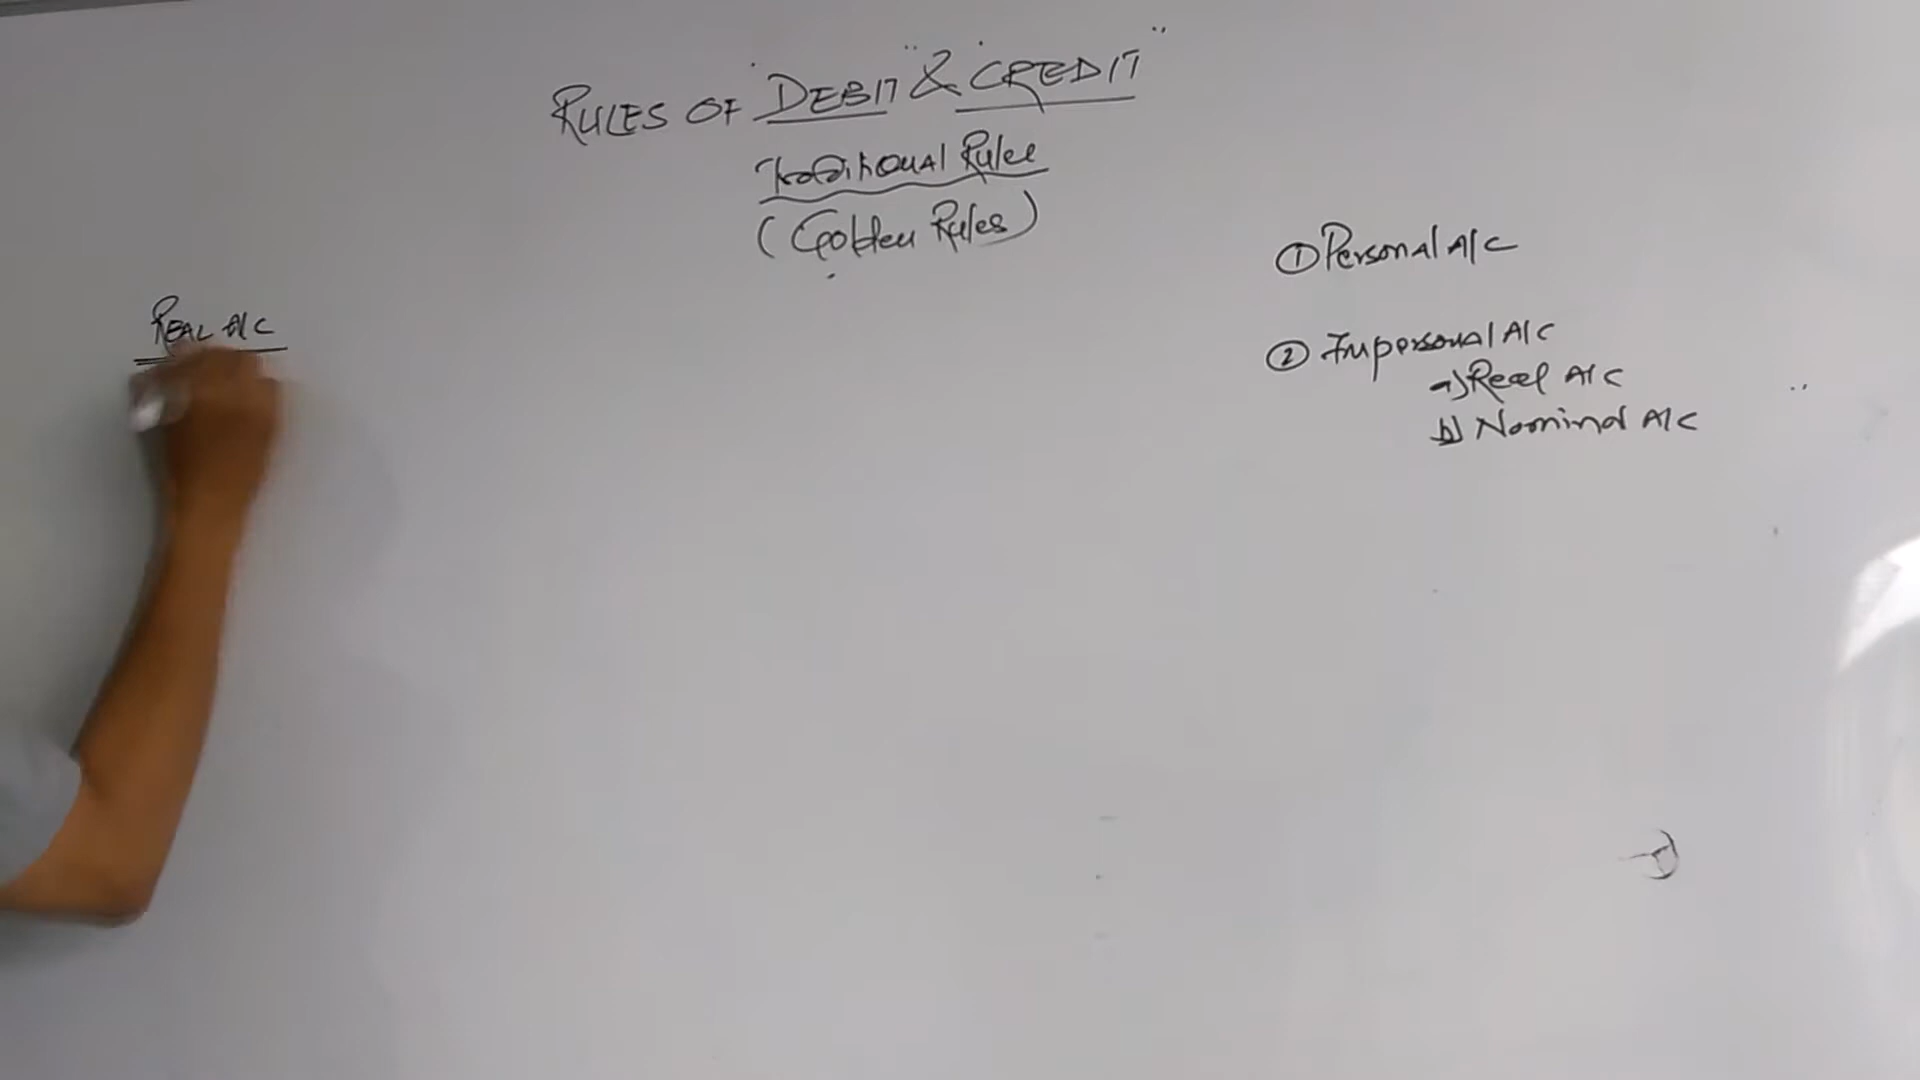 RULES OF "DEBIT" & "CREDIT"
Traditional Rules
(Golden Rules)
① Personal A/C
REAL A/C
② Impersonal A/C
a) Real A/C
b) Nominal A/C